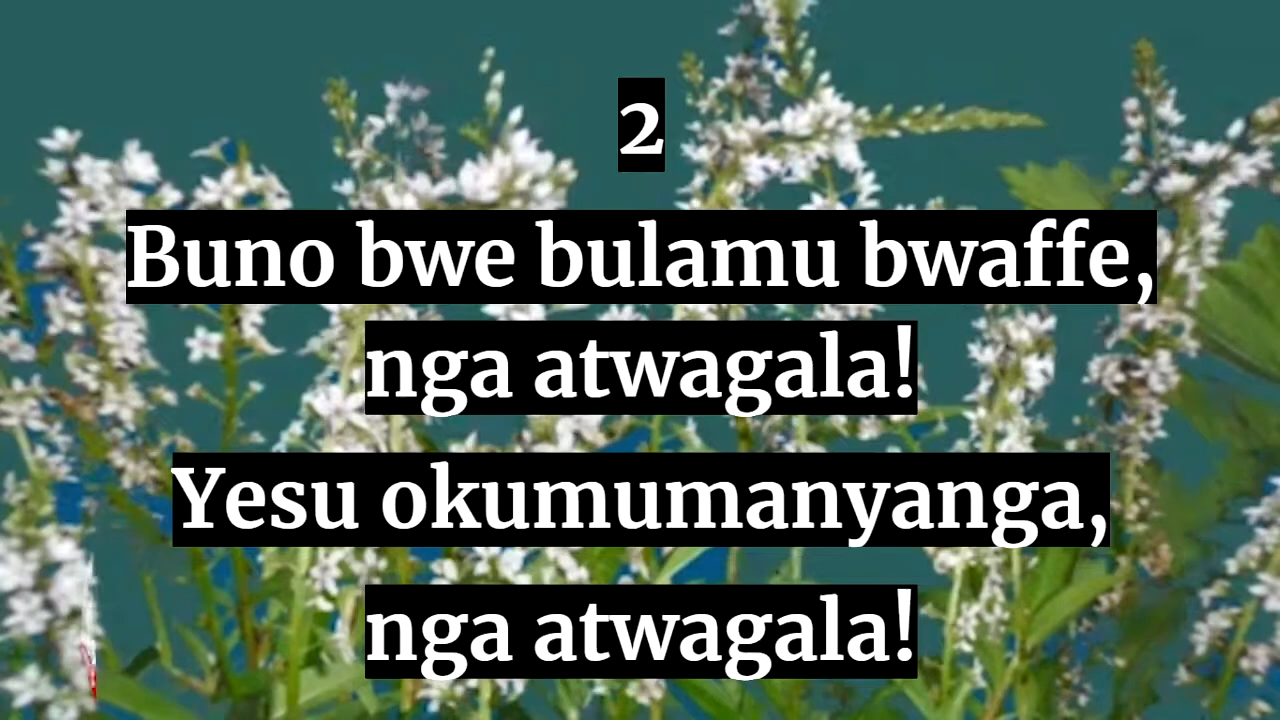 2
Buno bwe bulamu bwaffe,
nga atwagala!
Yesu okumumanyanga,
nga atwagala!